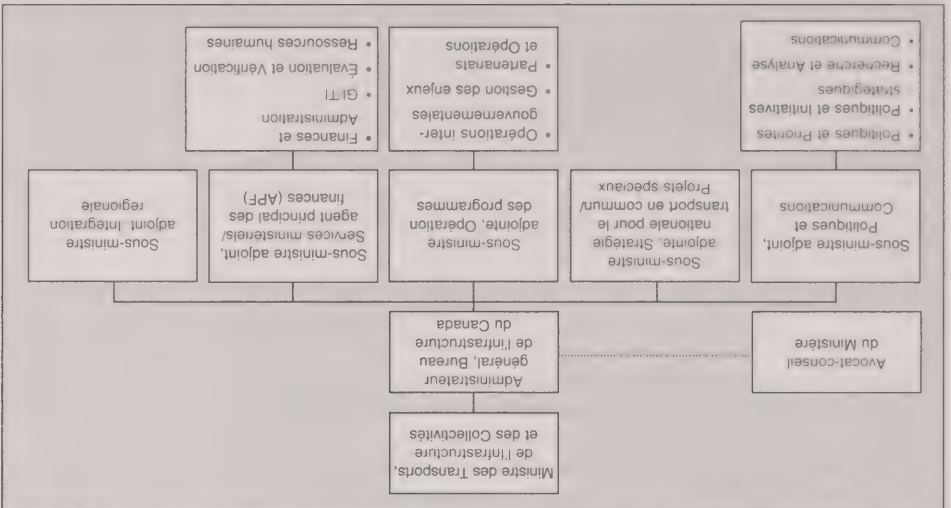 Ministre des Transports,
de l'Infrastructure
et des Collectivités
Avocat-conseil
du Ministère
Administrateur
général, Bureau
de l'infrastructure
du Canada
Sous-ministre adjoint,
Politiques et
Communications
Sous-ministre
adjointe, Stratégie
nationale pour le
transport en commun/
Projets spéciaux
Sous-ministre
adjointe, Opération
des programmes
Sous-ministre adjoint,
Services ministériels/
agent principal des
finances (APF)
Sous-ministre
adjoint Integration
regionale
• Politiques et Priorités
• Politiques et Initiatives
stratégiques
• Recherche et Analyse
• Communications
• Opérations inter-
gouvernementales
• Gestion des enjeux
• Partenariats
et Opérations
• Finances et
Administration
• GI TI
• Évaluation et Vérification
• Ressources humaines